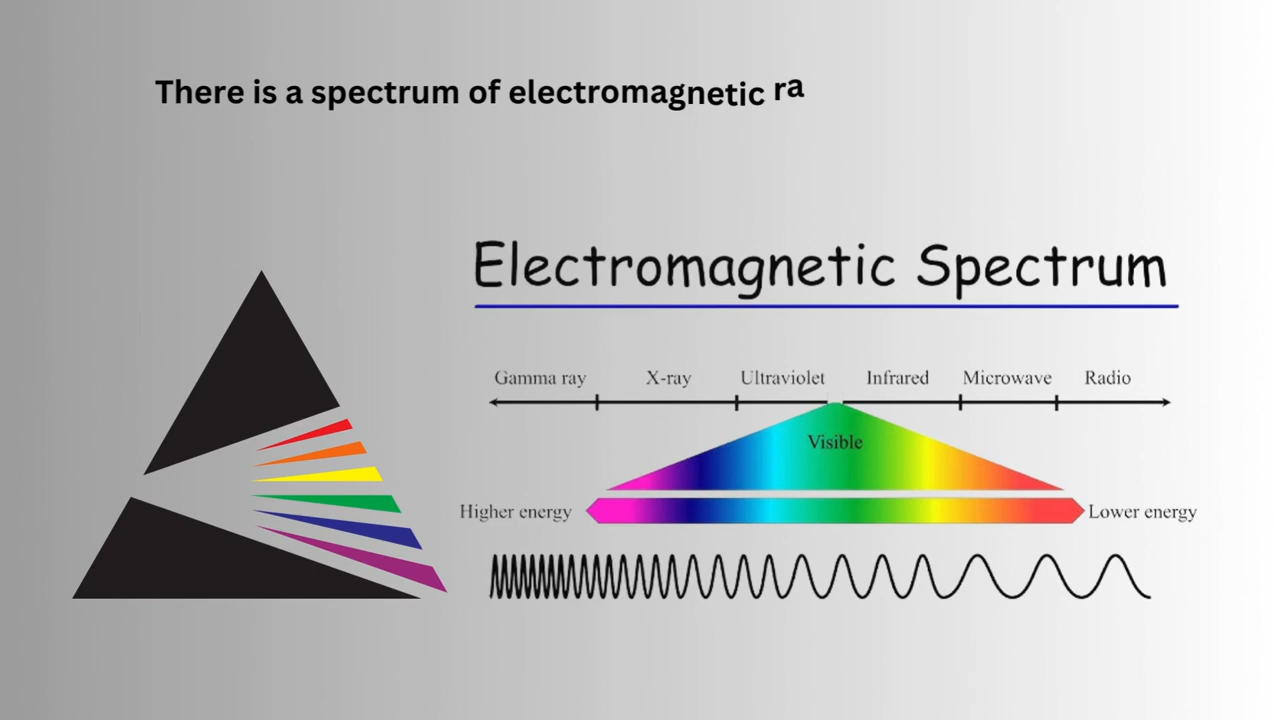 There is a spectrum of electromagnetic ra
Electromagnetic Spectrum
Gamma ray X-ray Ultraviolet Infrared Microwave Radio
Visible
Higher energy Lower energy